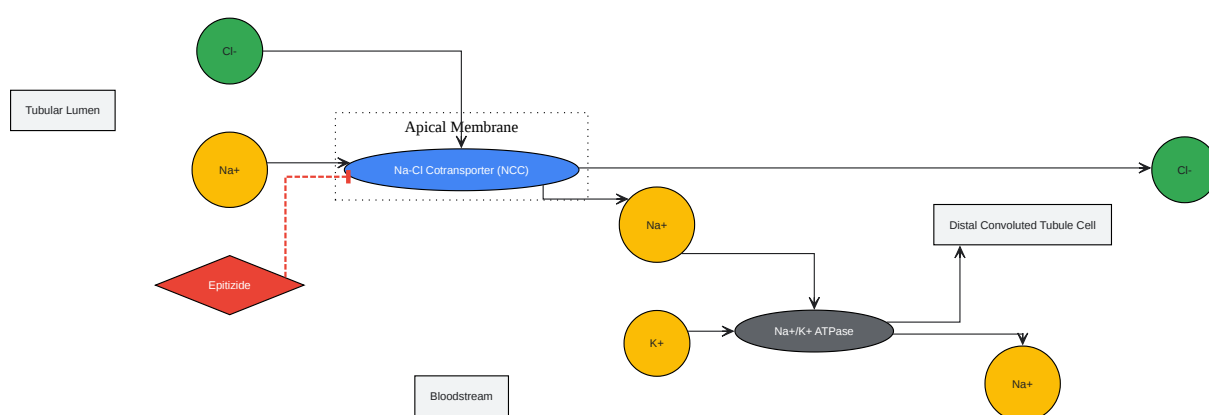 Cl-
Tubular Lumen
Apical Membrane
Na+
Na-Cl Cotransporter (NCC)
Cl-
Na+
Distal Convoluted Tubule Cell
Epitizide
K+
Na+/K+ ATPase
Na+
Bloodstream